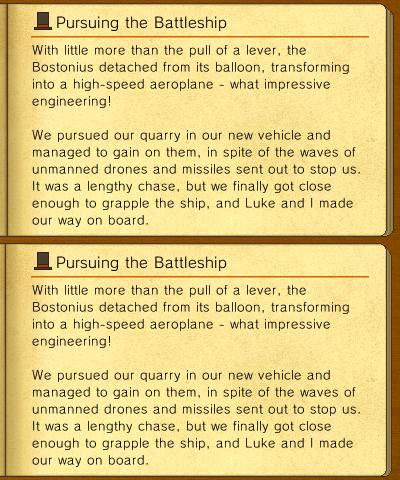 Pursuing the Battleship
With little more than the pull of a lever, the
Bostonius detached from its balloon, transforming
into a high-speed aeroplane - what impressive
engineering!
We pursued our quarry in our new vehicle and
managed to gain on them, in spite of the waves of
unmanned drones and missiles sent out to stop us.
It was a lengthy chase, but we finally got close
enough to grapple the ship, and Luke and I made
our way on board.
Pursuing the Battleship
With little more than the pull of a lever, the
Bostonius detached from its balloon, transforming
into a high-speed aeroplane - what impressive
engineering!
We pursued our quarry in our new vehicle and
managed to gain on them, in spite of the waves of
unmanned drones and missiles sent out to stop us.
It was a lengthy chase, but we finally got close
enough to grapple the ship, and Luke and I made
our way on board.